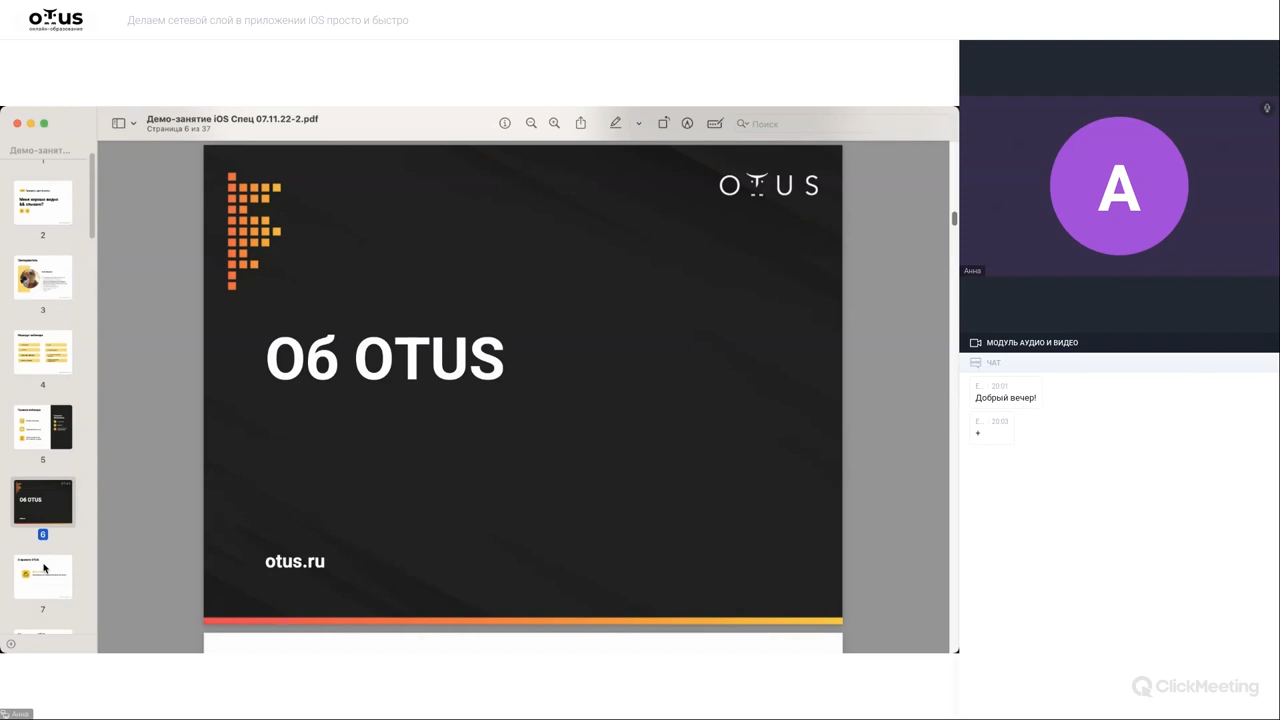 OTUS
онлайн-образование
Делаем сетевой слой в приложении iOS просто и быстро
Демо-занят...
Демо-занятие iOS Спец 07.11.22-2.pdf
Страница 6 из 37
Поиск
2
3
4
5
Об OTUS
6
7
OTUS
Об OTUS
otus.ru
A
Анна
МОДУЛЬ АУДИО И ВИДЕО
ЧАТ
Е... 20:01
Добрый вечер!
Е... 20:03
+
ClickMeeting
Анна